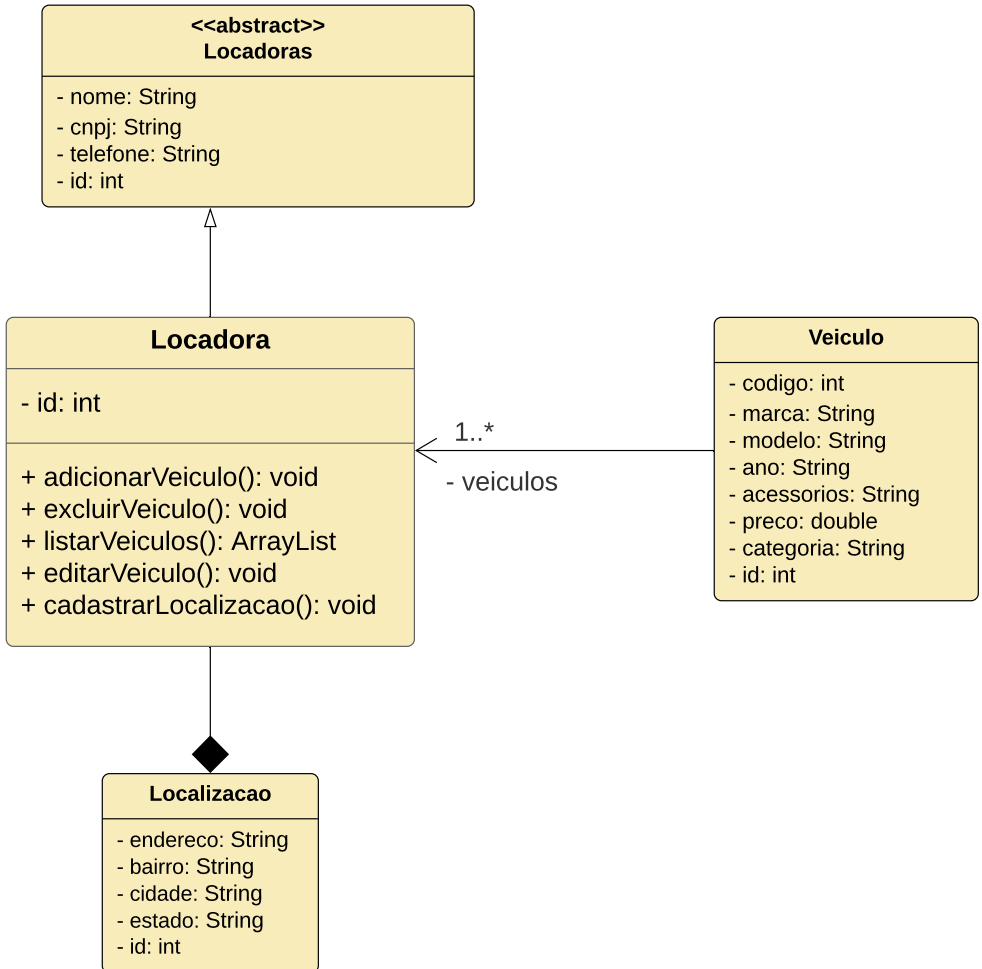 <<abstract>>
Locadoras
- nome: String
- cnpj: String
- telefone: String
- id: int
Locadora
- id: int
+ adicionarVeiculo(): void
+ excluirVeiculo(): void
+ listarVeiculos(): ArrayList
+ editarVeiculo(): void
+ cadastrarLocalizacao(): void
1..*
- veiculos
Veiculo
- codigo: int
- marca: String
- modelo: String
- ano: String
- acessorios: String
- preco: double
- categoria: String
- id: int
Localizacao
- endereco: String
- bairro: String
- cidade: String
- estado: String
- id: int